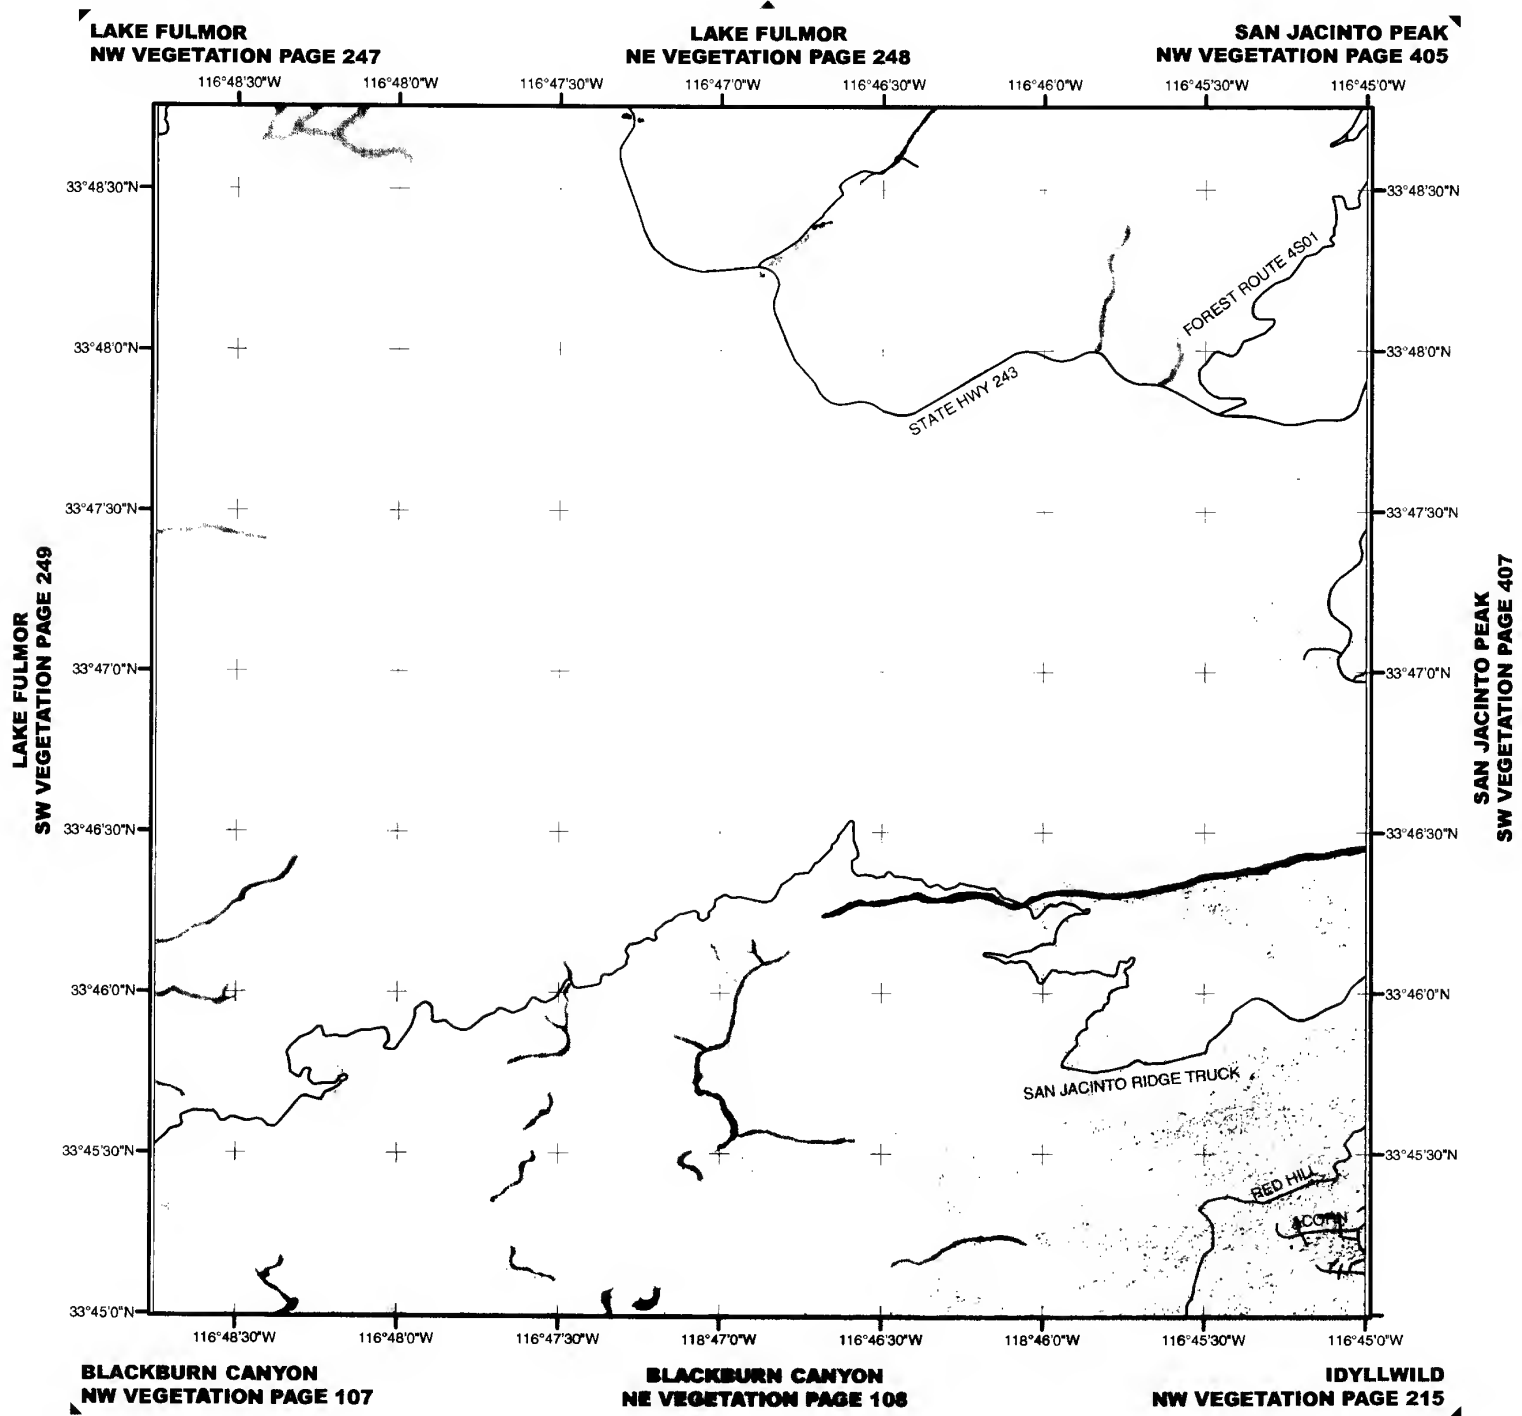 LAKE FULMOR
NW VEGETATION PAGE 247
LAKE FULMOR
NE VEGETATION PAGE 248
SAN JACINTO PEAK
NW VEGETATION PAGE 405
116°48'30"W 116°48'0"W 116°47'30"W 116°47'0"W 116°46'30"W 116°46'0"W 116°45'30"W 116°45'0"W
33°48'30"N 33°48'30"N
FOREST ROUTE 4S01
33°48'0"N 33°48'0"N
STATE HWY 243
33°47'30"N 33°47'30"N
LAKE FULMOR
SW VEGETATION PAGE 249
SAN JACINTO PEAK
SW VEGETATION PAGE 407
33°47'0"N 33°47'0"N
33°46'30"N 33°46'30"N
33°46'0"N 33°46'0"N
SAN JACINTO RIDGE TRUCK
33°45'30"N 33°45'30"N
RED HILL
ACORN
33°45'0"N
116°48'30"W 116°48'0"W 116°47'30"W 118°47'0"W 116°46'30"W 118°46'0"W 116°45'30"W 116°45'0"W
BLACKBURN CANYON
NW VEGETATION PAGE 107
BLACKBURN CANYON
NE VEGETATION PAGE 108
IDYLLWILD
NW VEGETATION PAGE 215